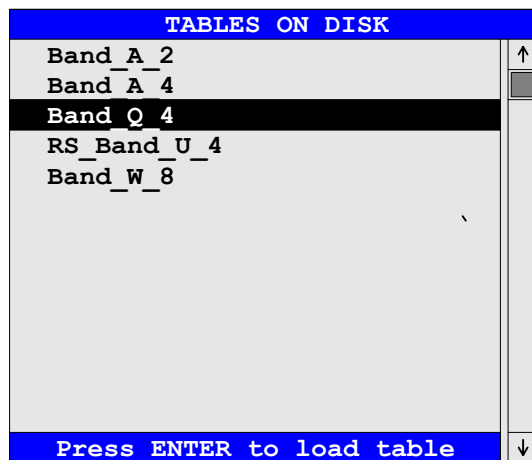 TABLES ON DISK
Band_A_2
Band_A_4
Band_Q_4
RS_Band_U_4
Band_W_8
Press ENTER to load table